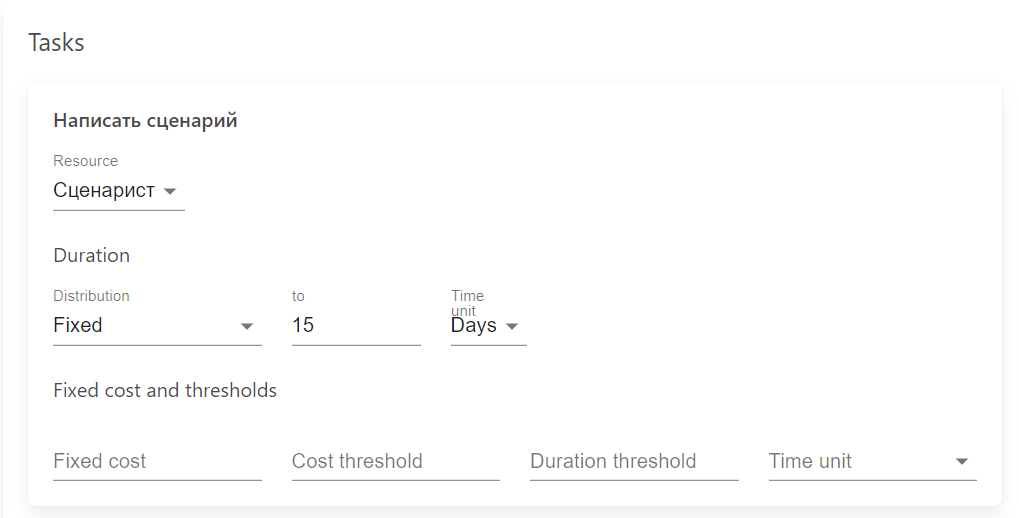 Tasks
Написать сценарий
Resource
Сценарист
Duration
Distribution to Time unit
Fixed 15 Days
Fixed cost and thresholds
Fixed cost Cost threshold Duration threshold Time unit